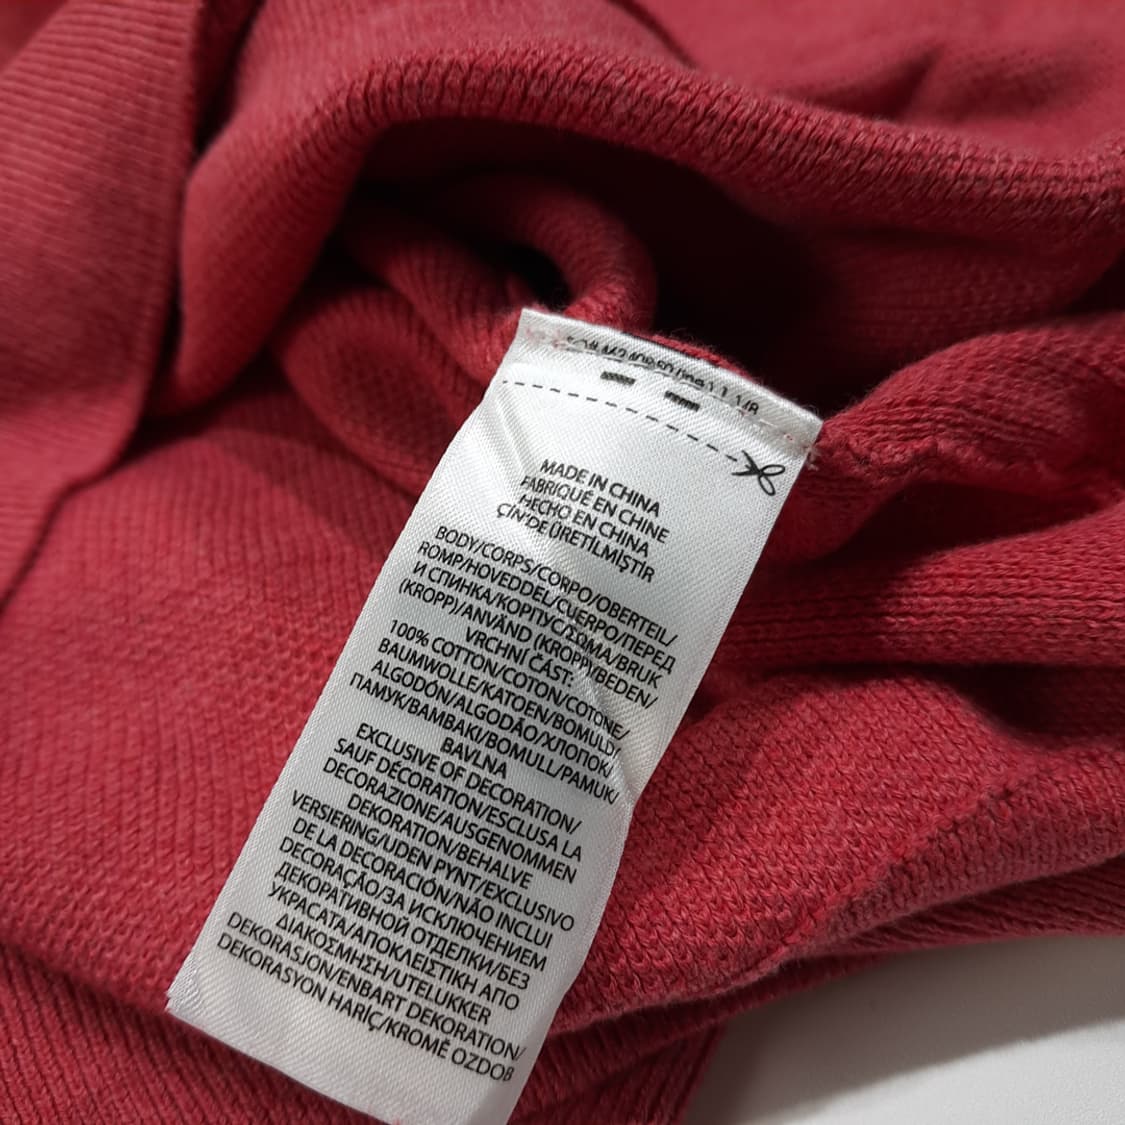 MADE IN CHINA
FABRIQUÉ EN CHINE
HECHO EN CHINA
ÇİN'DE ÜRETİLMİŞTİR
BODY/CORPS/CORPO/OBERTEIL/
ROMP/HOVEDDEL/CUERPO/ПЕРЕД
И СПИНКА/КОРПУС/ΣΩΜΑ/BRUK
(KROPP)/ANVÄND (KROPP)/BEDEN/
VRCHNÍ ČÁST:
100% COTTON/COTON/COTONE/
BAUMWOLLE/KATOEN/BOMULD/
ALGODÓN/ALGODÃO/ХЛОПОК/
ПАМУК/ΒΑΜΒΑΚΙ/BOMULL/PAMUK/
BAVLNA
EXCLUSIVE OF DECORATION/
SAUF DÉCORATION/ESCLUSA LA
DECORAZIONE/AUSGENOMMEN
DEKORATION/BEHALVE
VERSIERING/UDEN PYNT/EXCLUSIVO
DE LA DECORACIÓN/NÃO INCLUI
DECORAÇÃO/ЗА ИСКЛЮЧЕНИЕМ
ДЕКОРАТИВНОЙ ОТДЕЛКИ/БЕЗ
УКРАСАТА/ΑΠΟΚΛΕΙΣΤΙΚΗ ΑΠΟ
ΔΙΑΚΟΣΜΗΣΗ/UTELUKKER
DEKORASJON/ENBART DEKORATION/
DEKORASYON HARİÇ/KROMĚ OZDOB